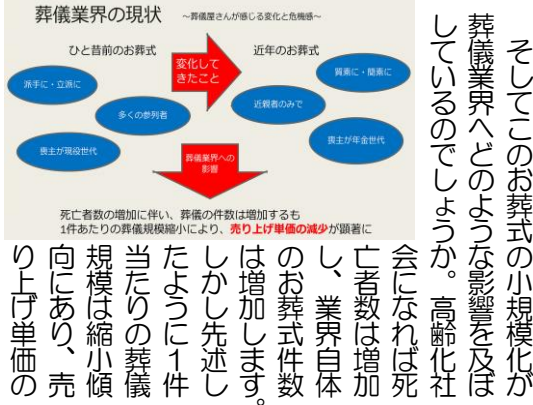 葬儀業界の現状 ～葬儀屋さんが感じる変化と危機感～
ひと昔前のお葬式
変化して
きたこと
近年のお葬式
派手に・立派に
多くの参列者
喪主が現役世代
質素に・簡素に
近親者のみで
喪主が年金世代
葬儀業界への
影響
死亡者数の増加に伴い、葬儀の件数は増加するも
1件あたりの葬儀規模縮小により、売り上げ単価の減少が顕著に
そしてこのお葬式の小規模化が
葬儀業界へどのような影響を及ぼ
しているのでしょうか。高齢化社
会になれば死
亡者数は増加
し、業界自体
のお葬式件数
は増加します。
しかし先述し
たように１件
当たりの葬儀
規模は縮小傾
向にあり、売
り上げ単価の